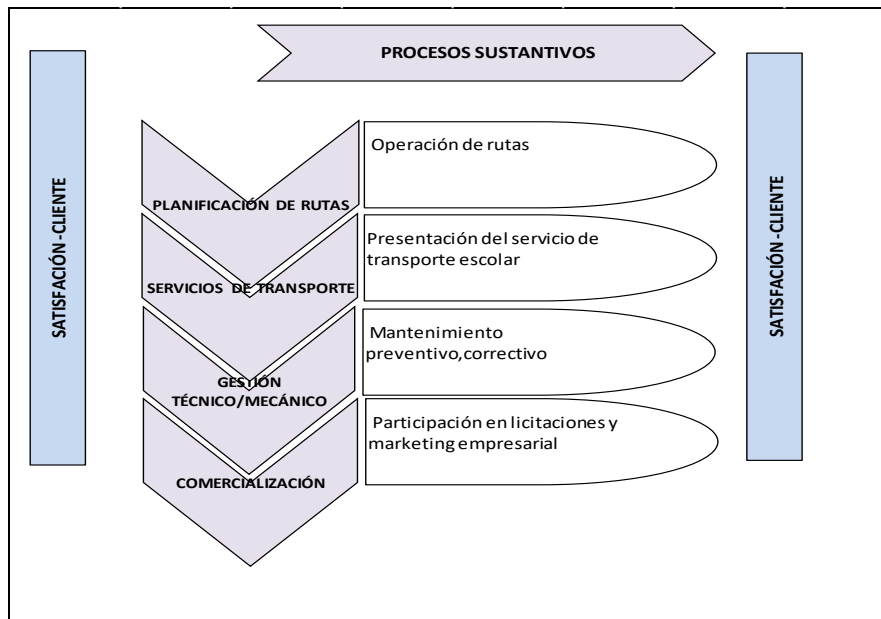 PROCESOS SUSTANTIVOS
SATISFACIÓN -CLIENTE
PLANIFICACIÓN DE RUTAS
Operación de rutas
SERVICIOS DE TRANSPORTE
Presentación del servicio de
transporte escolar
GESTIÓN
TÉCNICO/MECÁNICO
Mantenimiento
preventivo,correctivo
COMERCIALIZACIÓN
Participación en licitaciones y
marketing empresarial
SATISFACIÓN -CLIENTE